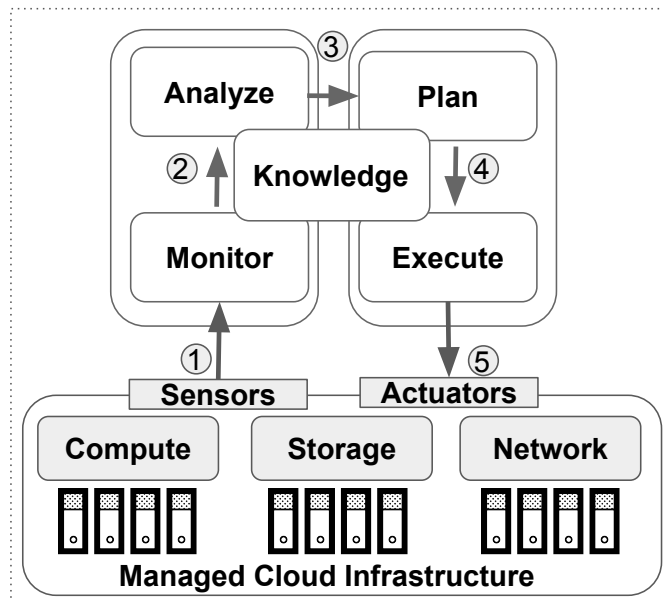 ③
Analyze
Plan
②
Knowledge
④
Monitor
Execute
①
⑤
Sensors
Actuators
Compute
Storage
Network
Managed Cloud Infrastructure